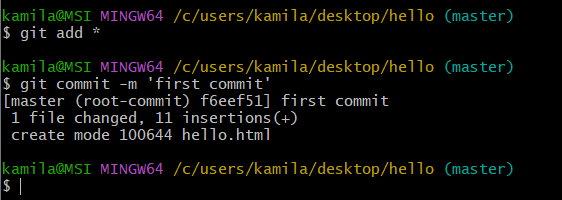 kamila@MSI MINGW64 /c/users/kamila/desktop/hello (master)
$ git add *
kamila@MSI MINGW64 /c/users/kamila/desktop/hello (master)
$ git commit -m 'first commit'
[master (root-commit) f6eef51] first commit
 1 file changed, 11 insertions(+)
 create mode 100644 hello.html
kamila@MSI MINGW64 /c/users/kamila/desktop/hello (master)
$